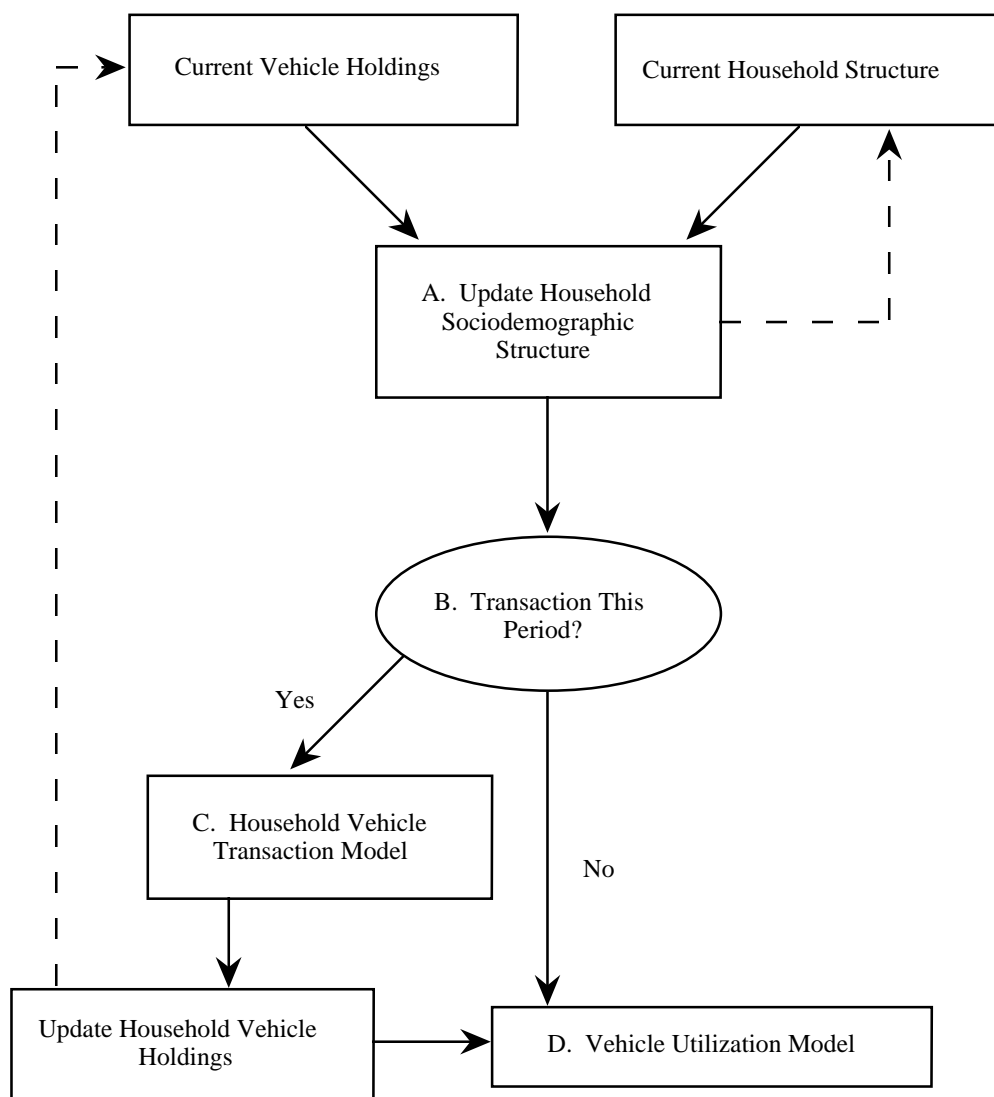 Current Vehicle Holdings
Current Household Structure
A.  Update Household
Sociodemographic
Structure
B.  Transaction This
Period?
Yes
C.  Household Vehicle
Transaction Model
No
Update Household Vehicle
Holdings
D.  Vehicle Utilization Model